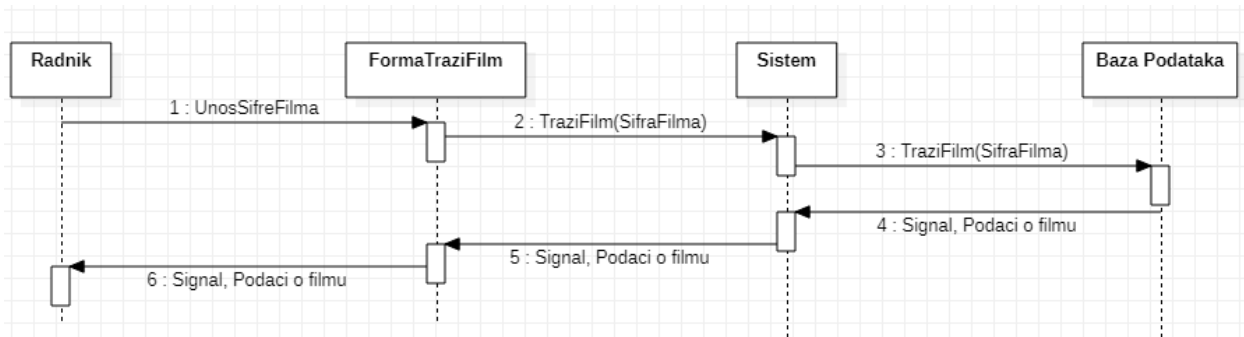 Radnik
FormaTraziFilm
Sistem
Baza Podataka
1 : UnosSifreFilma
2 : TraziFilm(SifraFilma)
3 : TraziFilm(SifraFilma)
4 : Signal, Podaci o filmu
5 : Signal, Podaci o filmu
6 : Signal, Podaci o filmu